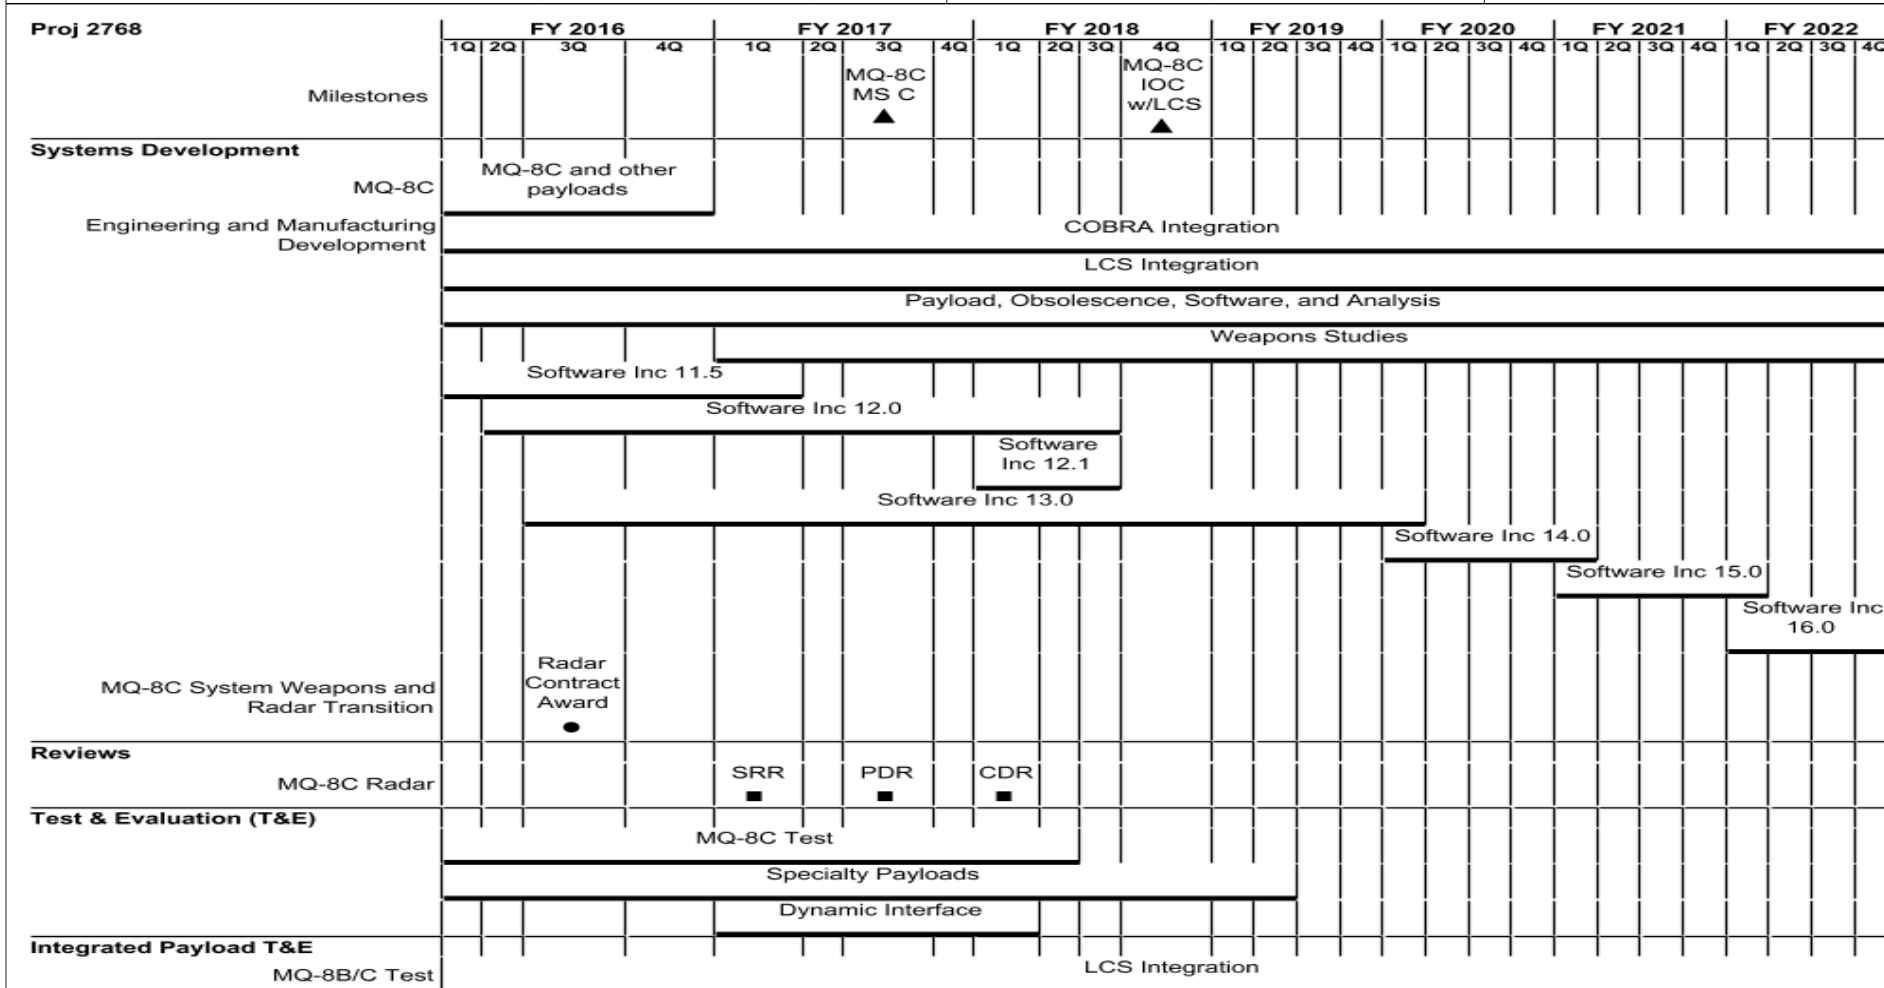 Proj 2768 FY 2016 FY 2017 FY 2018 FY 2019 FY 2020 FY 2021 FY 2022
1Q 2Q 3Q 4Q 1Q 2Q 3Q 4Q 1Q 2Q 3Q 4Q 1Q 2Q 3Q 4Q 1Q 2Q 3Q 4Q 1Q 2Q 3Q 4Q 1Q 2Q 3Q 4Q
Milestones
MQ-8C
MS C
MQ-8C
IOC
w/LCS
Systems Development
MQ-8C
MQ-8C and other
payloads
Engineering and Manufacturing
Development
COBRA Integration
LCS Integration
Payload, Obsolescence, Software, and Analysis
Weapons Studies
Software Inc 11.5
Software Inc 12.0
Software
Inc 12.1
Software Inc 13.0
Software Inc 14.0
Software Inc 15.0
Software Inc
16.0
MQ-8C System Weapons and
Radar Transition
Radar
Contract
Award
Reviews
MQ-8C Radar
SRR PDR CDR
Test & Evaluation (T&E)
MQ-8C Test
Specialty Payloads
Dynamic Interface
Integrated Payload T&E
MQ-8B/C Test
LCS Integration